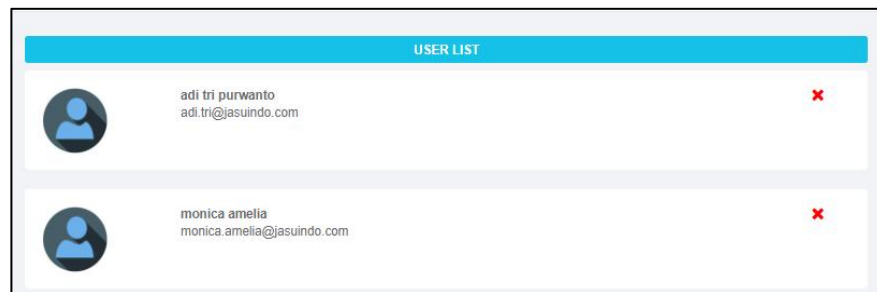 USER LIST
adi tri purwanto
adi.tri@jasuindo.com
monica amelia
monica.amelia@jasuindo.com